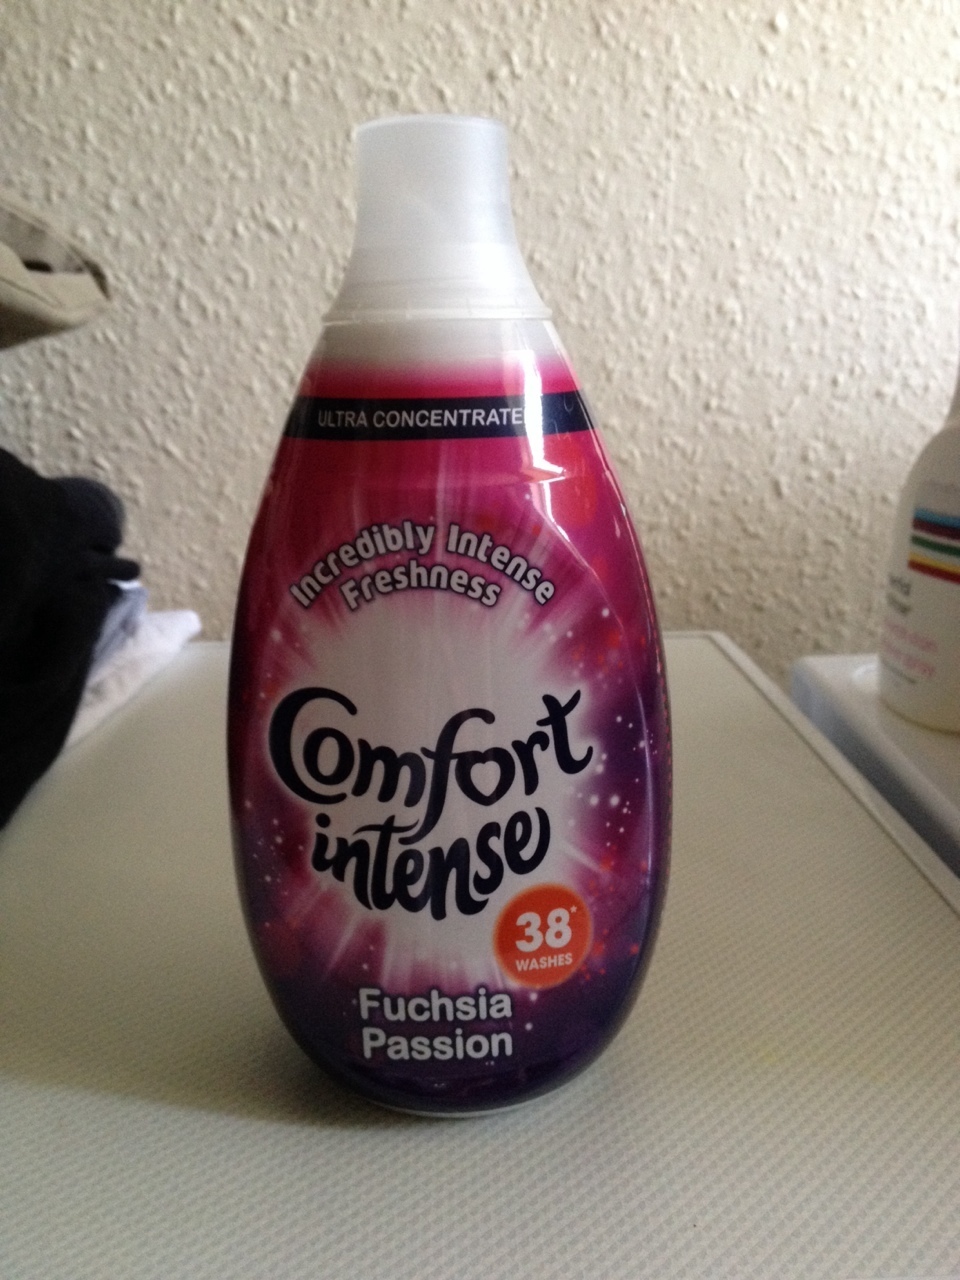 ULTRA CONCENTRATE
Incredibly Intense
Freshness
Comfort
intense
38*
WASHES
Fuchsia
Passion